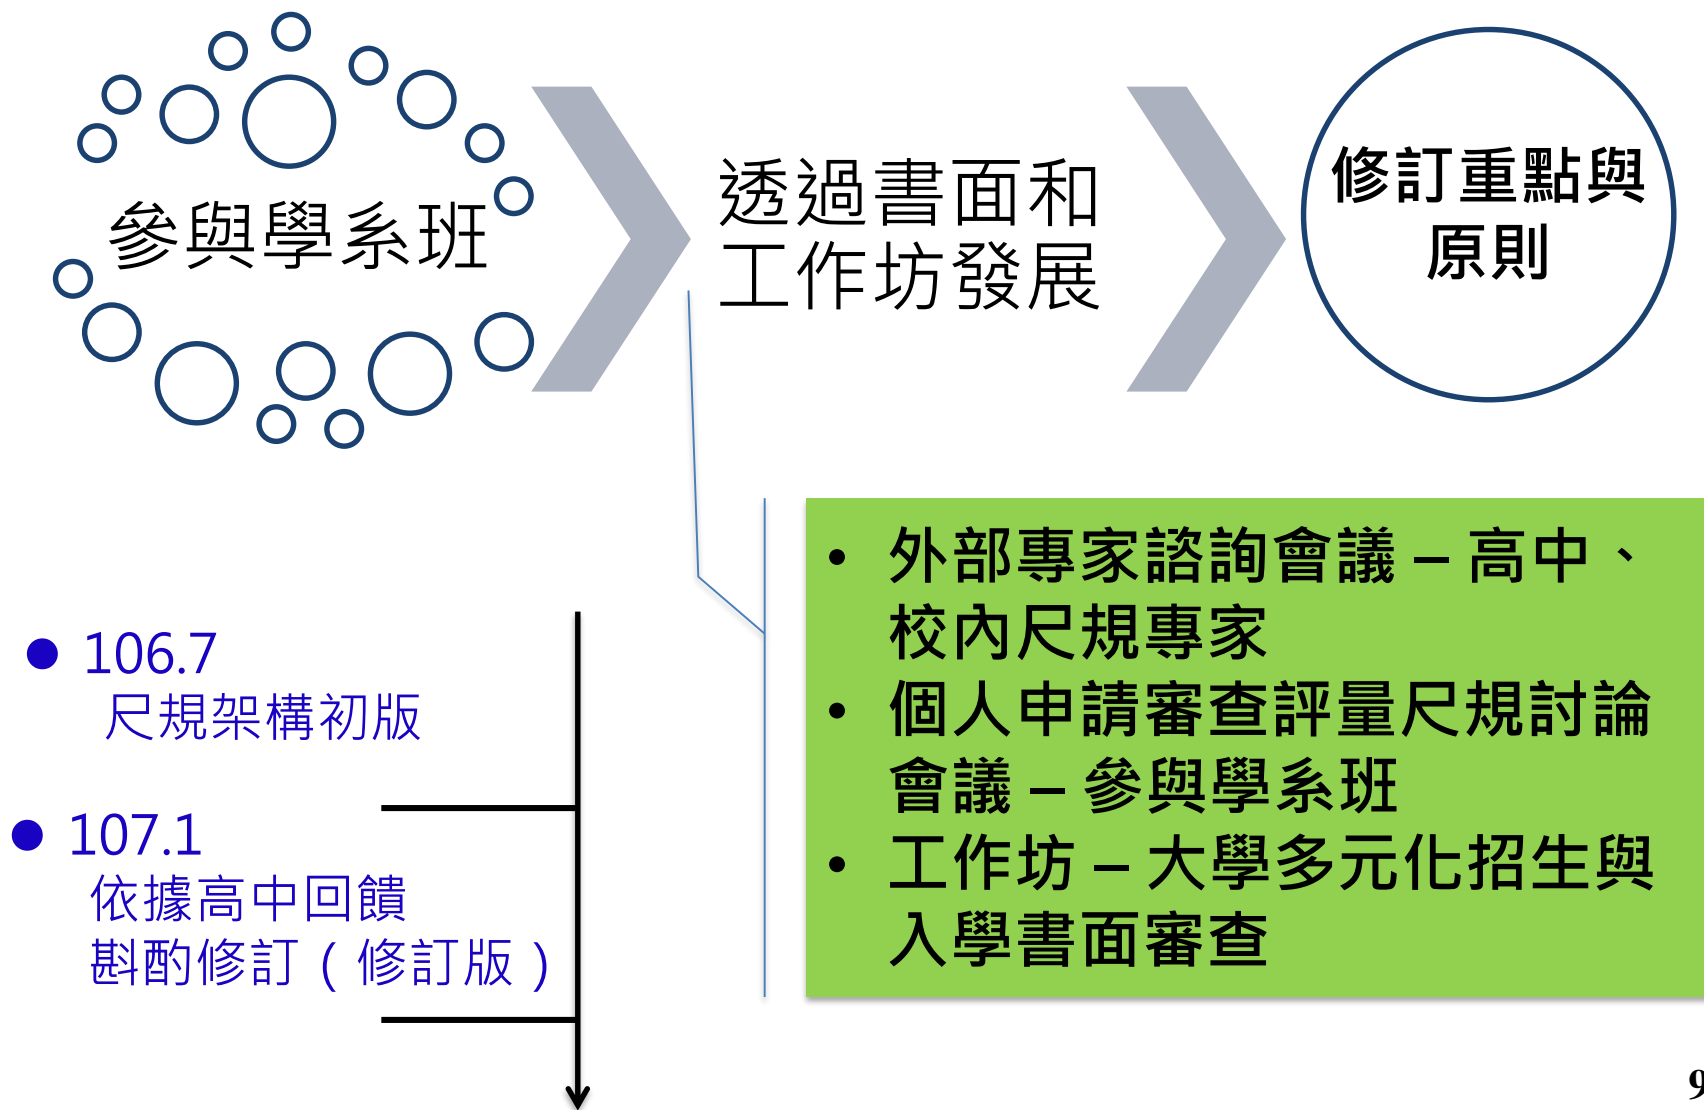 參與學系班
透過書面和
工作坊發展
修訂重點與
原則
● 106.7
尺規架構初版
● 107.1
依據高中回饋
斟酌修訂(修訂版)
• 外部專家諮詢會議 – 高中、
校內尺規專家
• 個人申請審查評量尺規討論
會議 – 參與學系班
• 工作坊 – 大學多元化招生與
入學書面審查
9